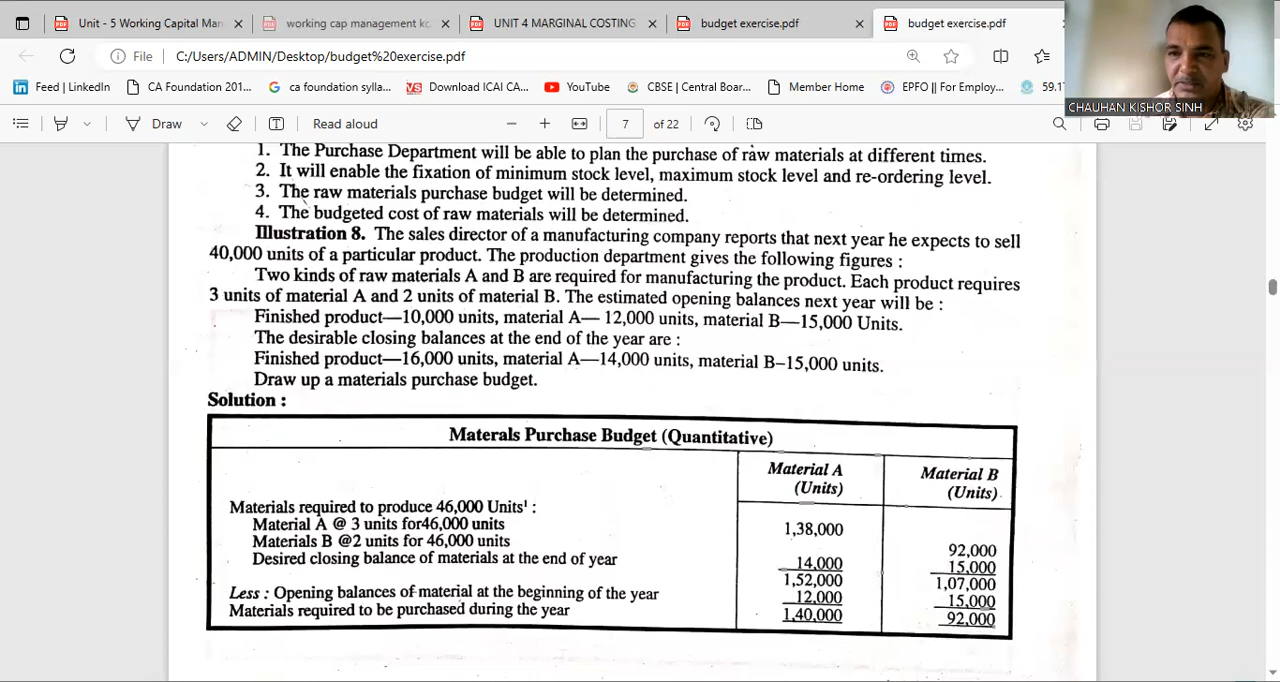 Unit - 5 Working Capital Man
working cap management kc
UNIT 4 MARGINAL COSTING
budget exercise.pdf
budget exercise.pdf
File
C:/Users/ADMIN/Desktop/budget%20exercise.pdf
Feed | LinkedIn
CA Foundation 201...
ca foundation sylla...
Download CAI CA...
YouTube
CBSE | Central Boar...
Member Home
EPFO || For Employ...
59.1
CHAUHAN KISHOR SINH
Draw
Read aloud
7
of 22
1. The Purchase Department will be able to plan the purchase of raw materials at different times.
2. It will enable the fixation of minimum stock level, maximum stock level and re-ordering level.
3. The raw materials purchase budget will be determined.
4. The budgeted cost of raw materials will be determined.
Illustration 8. The sales director of a manufacturing company reports that next year he expects to sell
40,000 units of a particular product. The production department gives the following figures :
Two kinds of raw materials A and B are required for manufacturing the product. Each product requires
3 units of material A and 2 units of material B. The estimated opening balances next year will be :
Finished product—10,000 units, material A— 12,000 units, material B—15,000 Units.
The desirable closing balances at the end of the year are :
Finished product—16,000 units, material A—14,000 units, material B–15,000 units.
Draw up a materials purchase budget.
Solution :
Materals Purchase Budget (Quantitative)
Material A
(Units)
Material B
(Units)
Materials required to produce 46,000 Units¹ :
Material A @ 3 units for46,000 units 1,38,000
Materials B @2 units for 46,000 units 92,000
Desired closing balance of materials at the end of year 14,000 15,000
1,52,000 1,07,000
Less : Opening balances of material at the beginning of the year 12,000 15,000
Materials required to be purchased during the year 1,40,000 92,000